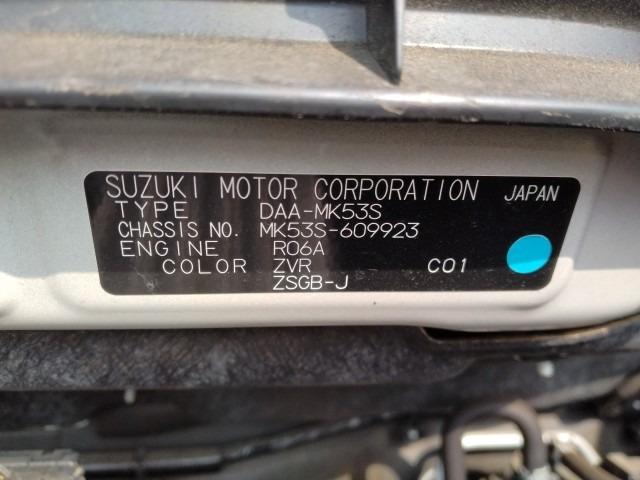 SUZUKI MOTOR CORPORATION JAPAN
TYPE DAA-MK53S
CHASSIS NO. MK53S-609923
ENGINE R06A
COLOR ZVR C01
ZSGB-J